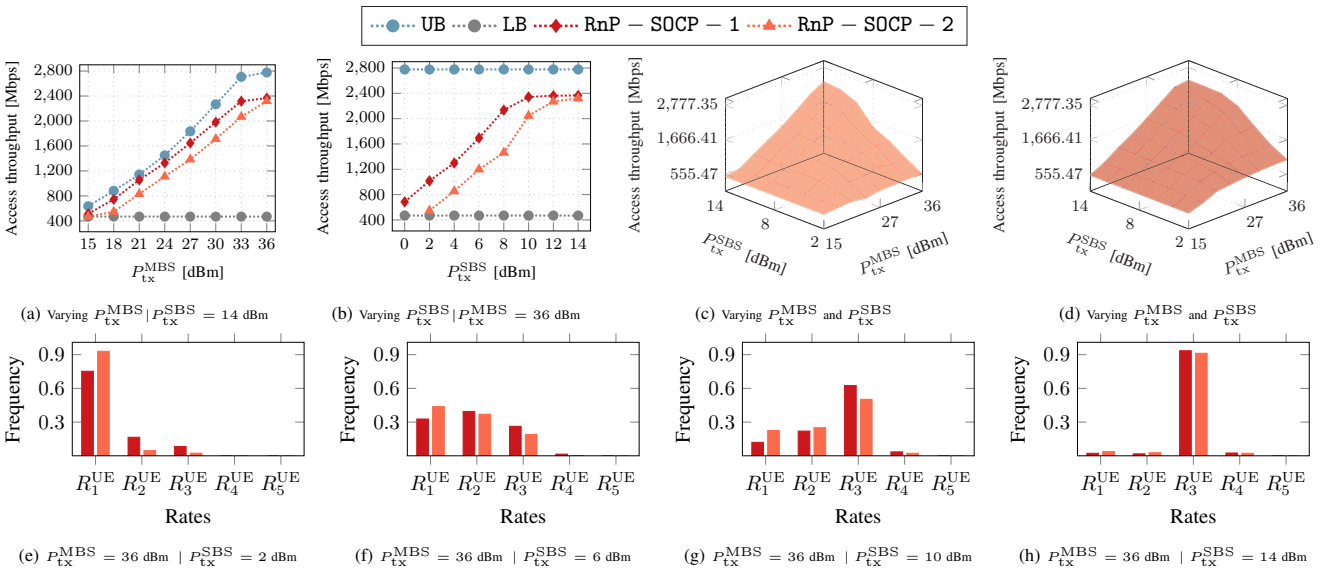 UB LB RnP − SOCP − 1 RnP − SOCP − 2
Access throughput [Mbps]
2,800
2,400
2,000
1,600
1,200
800
400
15 18 21 24 27 30 33 36
P_tx^MBS [dBm]
(a) Varying P_tx^MBS|P_tx^SBS = 14 dBm
Access throughput [Mbps]
2,800
2,400
2,000
1,600
1,200
800
400
0 2 4 6 8 10 12 14
P_tx^SBS [dBm]
(b) Varying P_tx^SBS|P_tx^MBS = 36 dBm
Access throughput [Mbps]
2,777.35
1,666.41
555.47
14 8 2
15 27 36
P_tx^SBS [dBm]
P_tx^MBS [dBm]
(c) Varying P_tx^MBS and P_tx^SBS
Access throughput [Mbps]
2,777.35
1,666.41
555.47
14 8 2
15 27 36
P_tx^SBS [dBm]
P_tx^MBS [dBm]
(d) Varying P_tx^MBS and P_tx^SBS
Frequency
0.9
0.6
0.3
R_1^UE R_2^UE R_3^UE R_4^UE R_5^UE
Rates
(e) P_tx^MBS = 36 dBm | P_tx^SBS = 2 dBm
Frequency
0.9
0.6
0.3
R_1^UE R_2^UE R_3^UE R_4^UE R_5^UE
Rates
(f) P_tx^MBS = 36 dBm | P_tx^SBS = 6 dBm
Frequency
0.9
0.6
0.3
R_1^UE R_2^UE R_3^UE R_4^UE R_5^UE
Rates
(g) P_tx^MBS = 36 dBm | P_tx^SBS = 10 dBm
Frequency
0.9
0.6
0.3
R_1^UE R_2^UE R_3^UE R_4^UE R_5^UE
Rates
(h) P_tx^MBS = 36 dBm | P_tx^SBS = 14 dBm